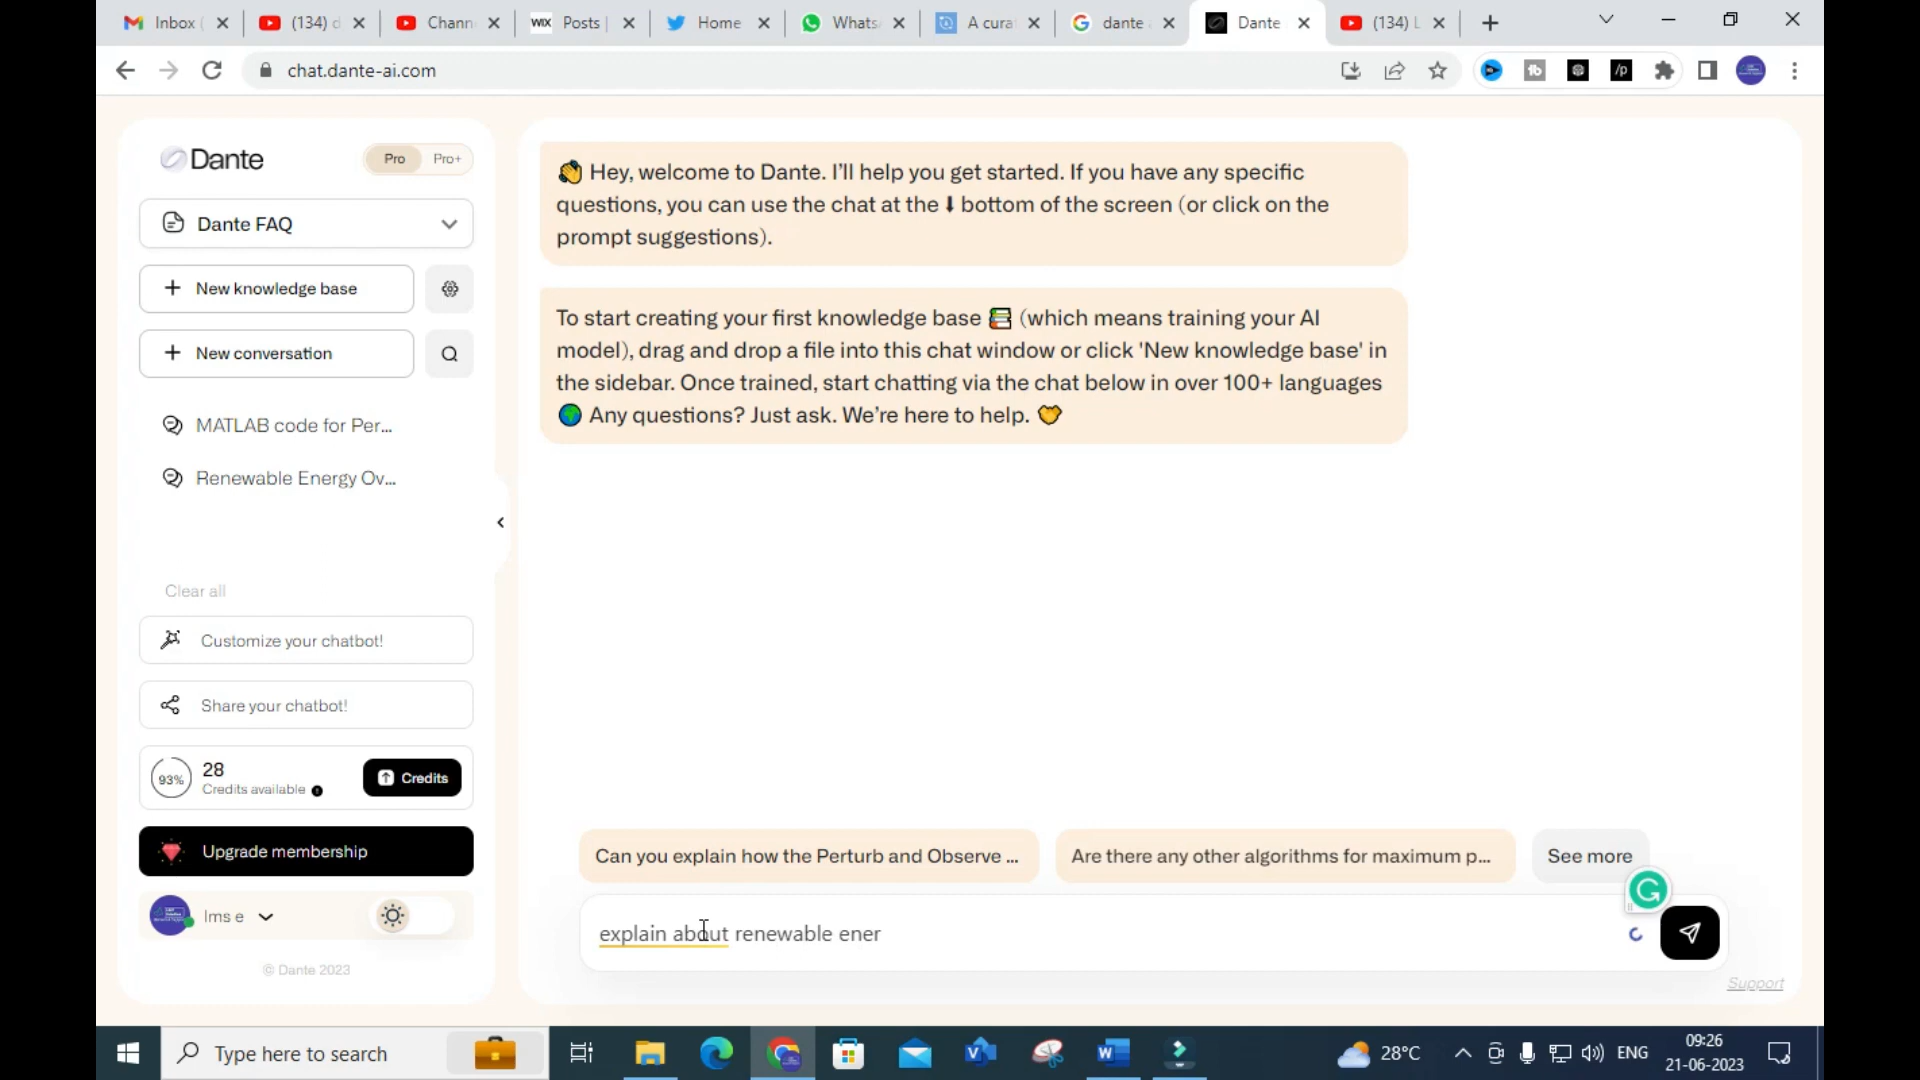 Inbox (
(134) d
Chann
WIX Posts |
Home
Whats
A cura
dante
Dante
(134) L
chat.dante-ai.com
tb
/p
Dante
Pro Pro+
Dante FAQ
New knowledge base
New conversation
MATLAB code for Per...
Renewable Energy Ov...
Clear all
Customize your chatbot!
Share your chatbot!
93%
28
Credits available
Credits
Upgrade membership
lms e
© Dante 2023
Hey, welcome to Dante. I'll help you get started. If you have any specific
questions, you can use the chat at the ⬇ bottom of the screen (or click on the
prompt suggestions).
To start creating your first knowledge base 📚 (which means training your AI
model), drag and drop a file into this chat window or click 'New knowledge base' in
the sidebar. Once trained, start chatting via the chat below in over 100+ languages
Any questions? Just ask. We're here to help.
Can you explain how the Perturb and Observe ...
Are there any other algorithms for maximum p...
See more
explain about renewable ener
Support
Type here to search
28°C
ENG
09:26
21-06-2023